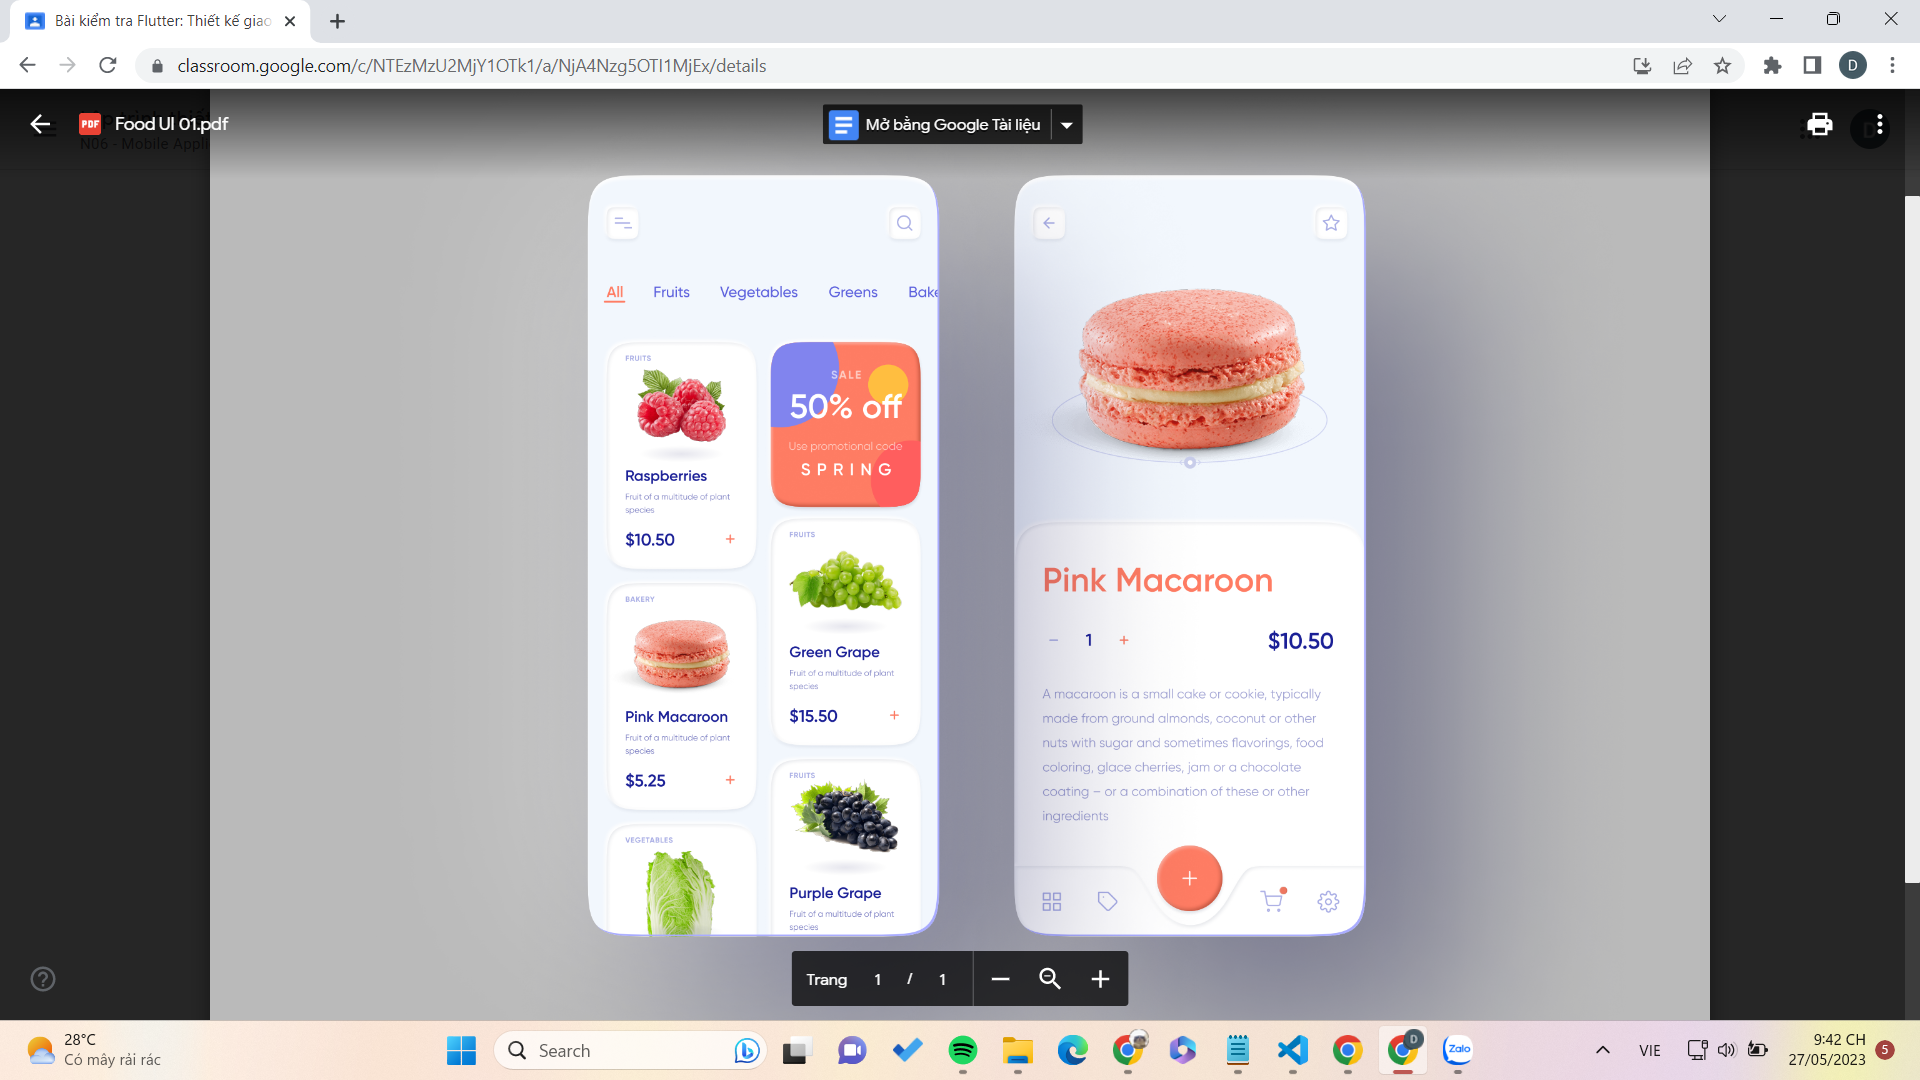 Bài kiểm tra Flutter: Thiết kế giao
classroom.google.com/c/NTEzMzU2MjY1OTk1/a/NjA4Nzg5OTI1MjEx/details
PDF Food UI 01.pdf
N06 - Mobile Appli
Mở bằng Google Tài liệu
D
All Fruits Vegetables Greens Bake
FRUITS
Raspberries
Fruit of a multitude of plant
species
$10.50 +
BAKERY
Pink Macaroon
Fruit of a multitude of plant
species
$5.25 +
VEGETABLES
SALE
50% off
Use promotional code
SPRING
FRUITS
Green Grape
Fruit of a multitude of plant
species
$15.50 +
FRUITS
Purple Grape
Fruit of a multitude of plant
species
Pink Macaroon
− 1 + $10.50
A macaroon is a small cake or cookie, typically
made from ground almonds, coconut or other
nuts with sugar and sometimes flavorings, food
coloring, glace cherries, jam or a chocolate
coating – or a combination of these or other
ingredients
Trang 1 / 1
28°C
Có mây rải rác
Search
D
Zalo
VIE
9:42 CH
27/05/2023
5